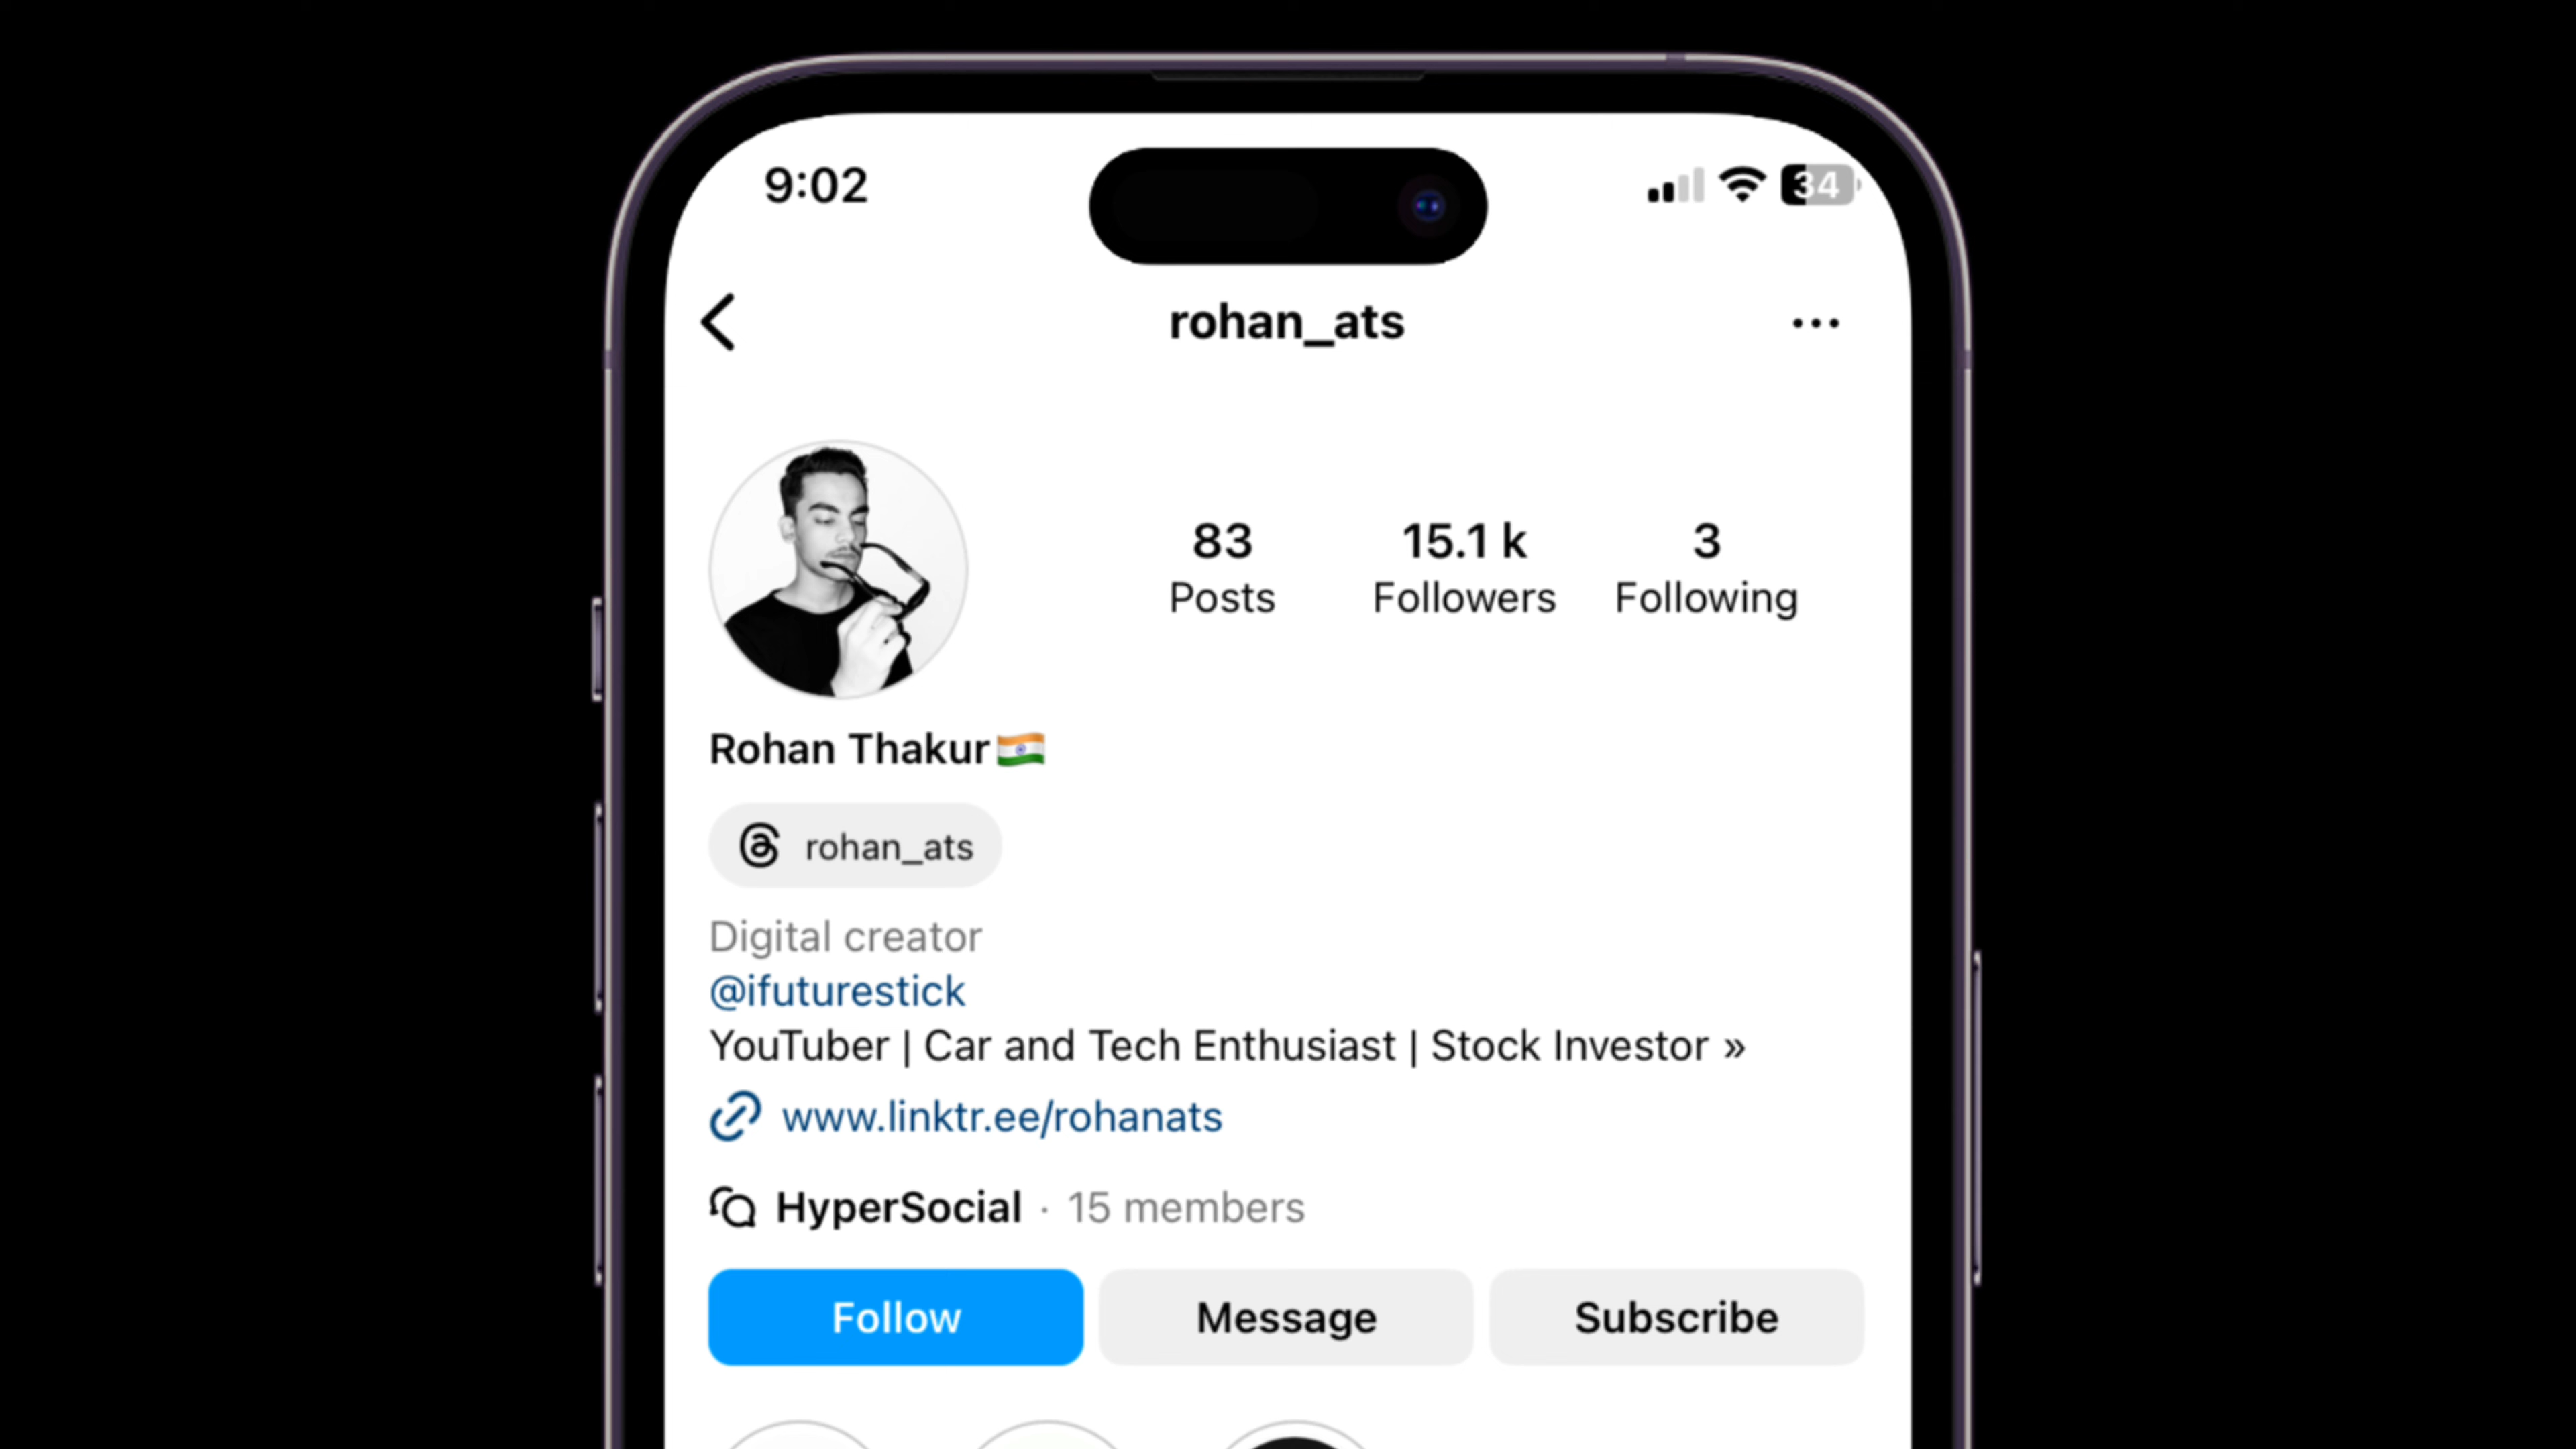 9:02 34
rohan_ats
83 15.1 k 3
Posts Followers Following
Rohan Thakur🇮🇳
rohan_ats
Digital creator
@ifuturestick
YouTuber | Car and Tech Enthusiast | Stock Investor »
www.linktr.ee/rohanats
HyperSocial · 15 members
Follow Message Subscribe